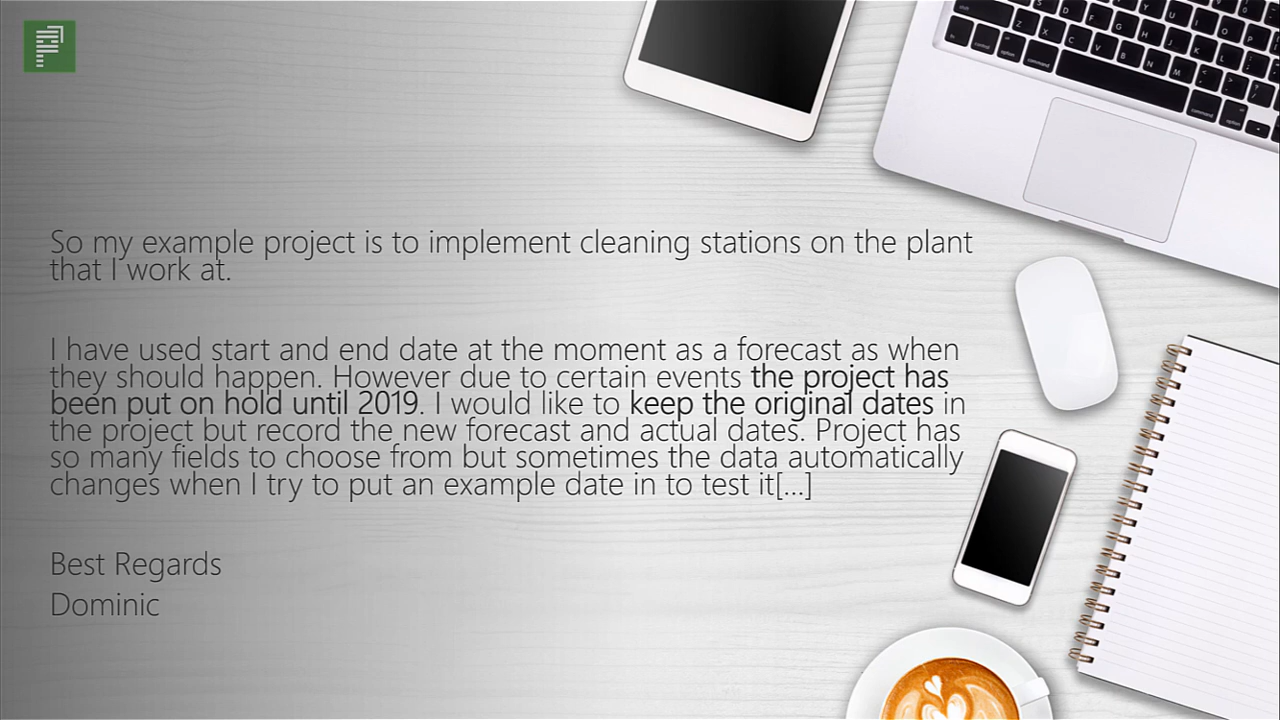 So my example project is to implement cleaning stations on the plant
that I work at.
I have used start and end date at the moment as a forecast as when
they should happen. However due to certain events the project has
been put on hold until 2019. I would like to keep the original dates in
the project but record the new forecast and actual dates. Project has
so many fields to choose from but sometimes the data automatically
changes when I try to put an example date in to test it[...]
Best Regards
Dominic